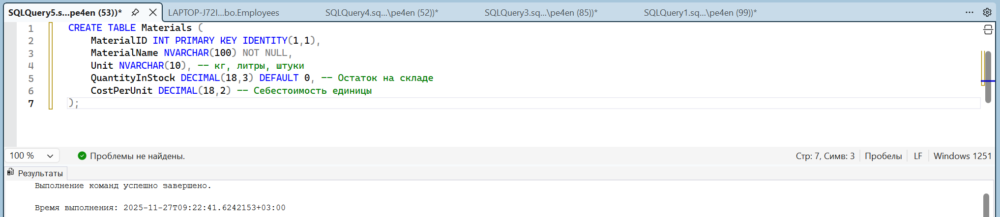 SQLQuery5.s...pe4en (53))* LAPTOP-J72I...bo.Employees SQLQuery4.sq...\pe4en (52))* SQLQuery3.sq...\pe4en (85))* SQLQuery1.sq...\pe4en (99))*
1 CREATE TABLE Materials (
2 MaterialID INT PRIMARY KEY IDENTITY(1,1),
3 MaterialName NVARCHAR(100) NOT NULL,
4 Unit NVARCHAR(10), -- кг, литры, штуки
5 QuantityInStock DECIMAL(18,3) DEFAULT 0, -- Остаток на складе
6 CostPerUnit DECIMAL(18,2) -- Себестоимость единицы
7 );
100 % Проблемы не найдены. Стр: 7, Симв: 3 Пробелы LF Windows 1251
Результаты
Выполнение команд успешно завершено.
Время выполнения: 2025-11-27T09:22:41.6242153+03:00